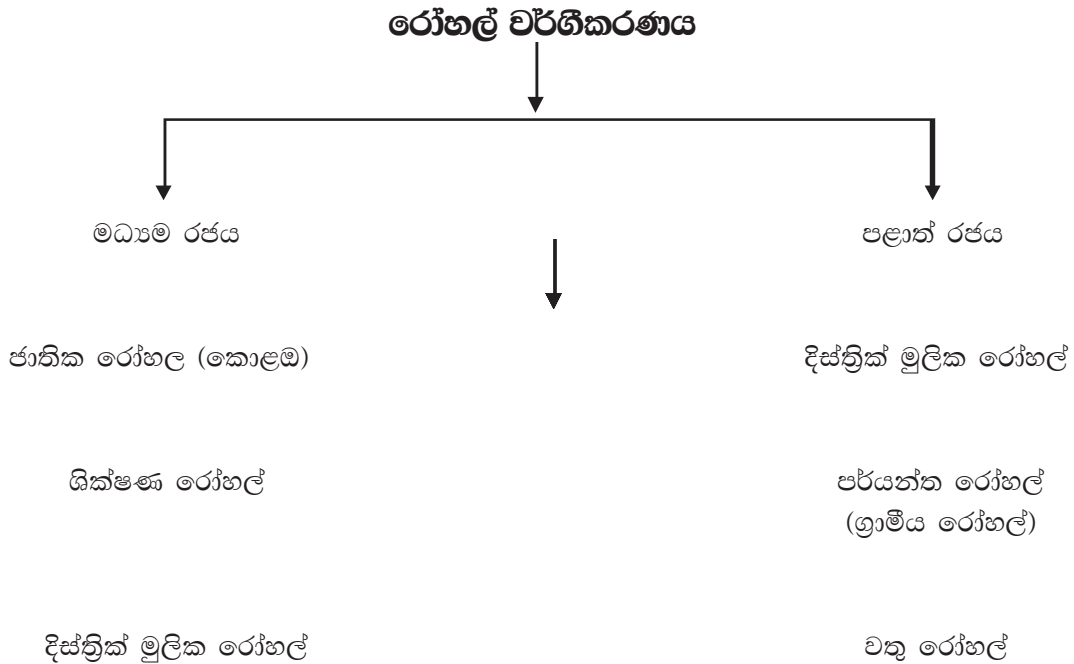 රෝහල් වර්ගීකරණය
මධ්‍යම රජය
පළාත් රජය
ජාතික රෝහල (කොළඹ)
දිස්ත්‍රික් මූලික රෝහල්
ශික්ෂණ රෝහල්
පර්යන්ත රෝහල්
(ග්‍රාමීය රෝහල්)
දිස්ත්‍රික් මූලික රෝහල්
වතු රෝහල්